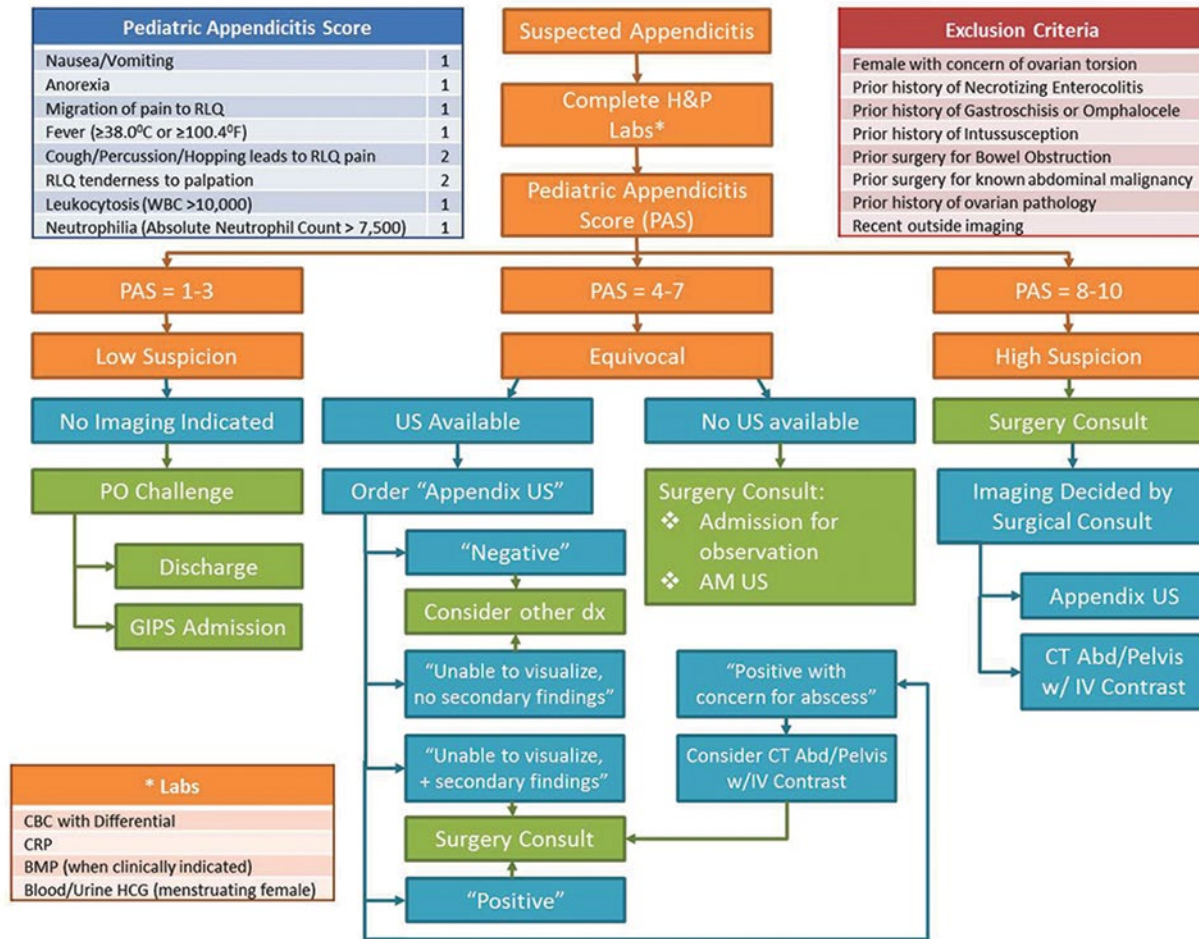 Pediatric Appendicitis Score
Nausea/Vomiting 1
Anorexia 1
Migration of pain to RLQ 1
Fever (≥38.0⁰C or ≥100.4⁰F) 1
Cough/Percussion/Hopping leads to RLQ pain 2
RLQ tenderness to palpation 2
Leukocytosis (WBC >10,000) 1
Neutrophilia (Absolute Neutrophil Count > 7,500) 1
Suspected Appendicitis
Complete H&P
Labs*
Pediatric Appendicitis
Score (PAS)
Exclusion Criteria
Female with concern of ovarian torsion
Prior history of Necrotizing Enterocolitis
Prior history of Gastroschisis or Omphalocele
Prior history of Intussusception
Prior surgery for Bowel Obstruction
Prior surgery for known abdominal malignancy
Prior history of ovarian pathology
Recent outside imaging
PAS = 1-3
Low Suspicion
No Imaging Indicated
PO Challenge
Discharge
GIPS Admission
PAS = 4-7
Equivocal
US Available
Order “Appendix US”
“Negative”
Consider other dx
“Unable to visualize,
no secondary findings”
“Unable to visualize,
+ secondary findings”
Surgery Consult
“Positive”
No US available
Surgery Consult:
❖ Admission for
observation
❖ AM US
“Positive with
concern for abscess”
Consider CT Abd/Pelvis
w/IV Contrast
PAS = 8-10
High Suspicion
Surgery Consult
Imaging Decided by
Surgical Consult
Appendix US
CT Abd/Pelvis
w/ IV Contrast
* Labs
CBC with Differential
CRP
BMP (when clinically indicated)
Blood/Urine HCG (menstruating female)